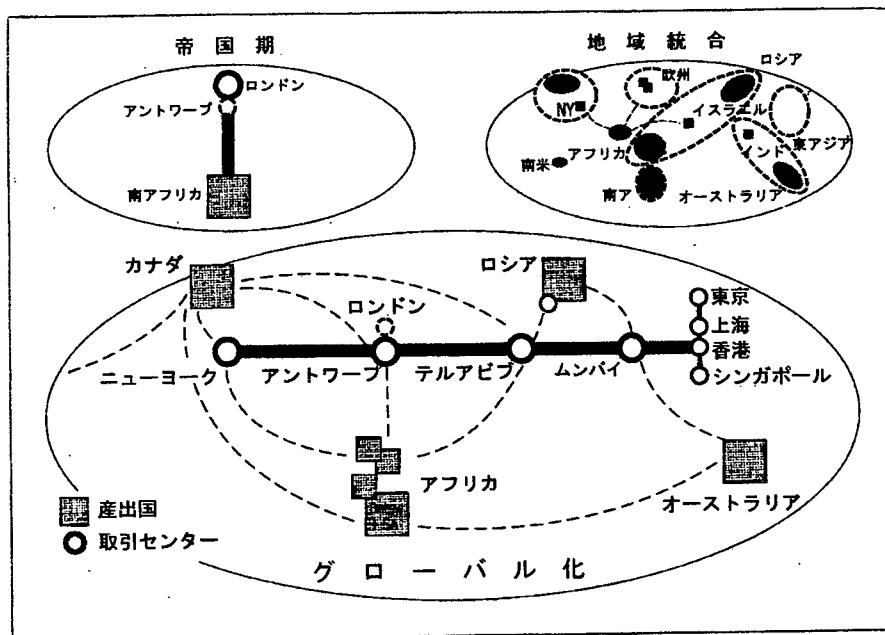 帝国期
ロンドン
アントワープ
南アフリカ
地域統合
ロシア
欧州
NY
イスラエル
東アジア
アフリカ
インド
南米
南ア
オーストラリア
カナダ
ロシア
ロンドン
東京
上海
香港
シンガポール
ニューヨーク
アントワープ
テルアビブ
ムンバイ
アフリカ
オーストラリア
産出国
取引センター
グローバル化